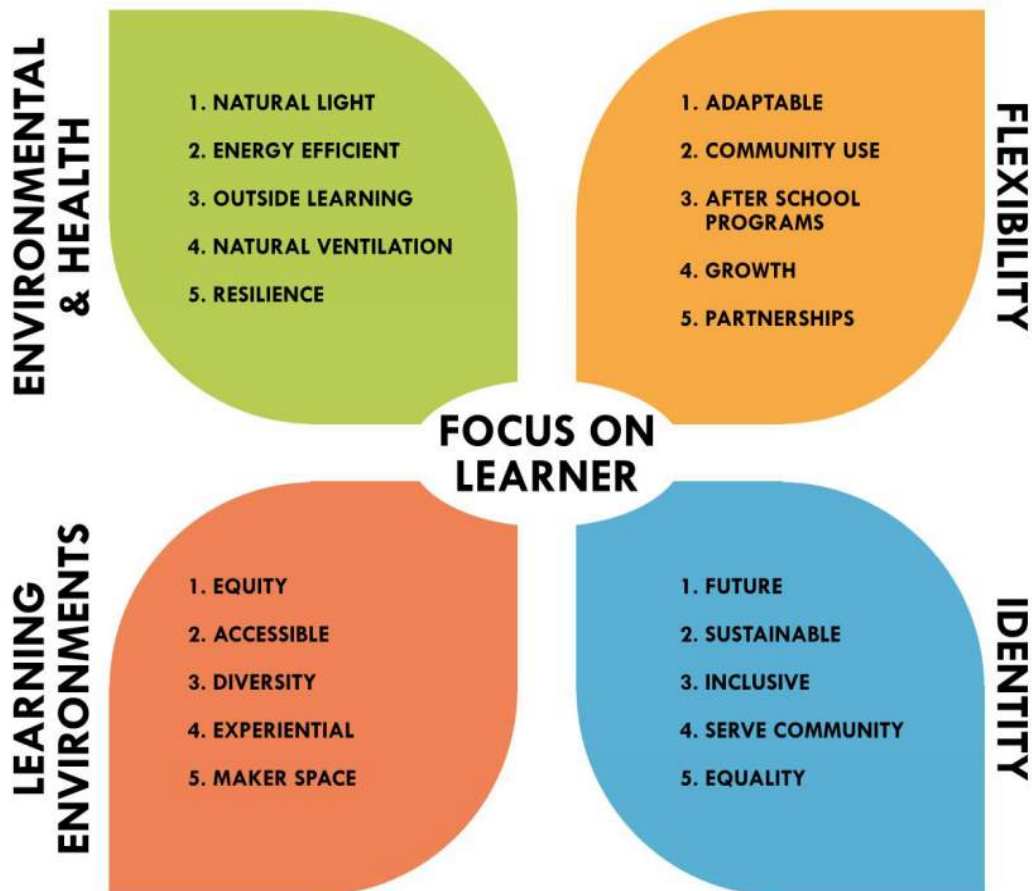 ENVIRONMENTAL
& HEALTH
1. NATURAL LIGHT
2. ENERGY EFFICIENT
3. OUTSIDE LEARNING
4. NATURAL VENTILATION
5. RESILIENCE
FLEXIBILITY
1. ADAPTABLE
2. COMMUNITY USE
3. AFTER SCHOOL
PROGRAMS
4. GROWTH
5. PARTNERSHIPS
FOCUS ON
LEARNER
LEARNING
ENVIRONMENTS
1. EQUITY
2. ACCESSIBLE
3. DIVERSITY
4. EXPERIENTIAL
5. MAKER SPACE
IDENTITY
1. FUTURE
2. SUSTAINABLE
3. INCLUSIVE
4. SERVE COMMUNITY
5. EQUALITY